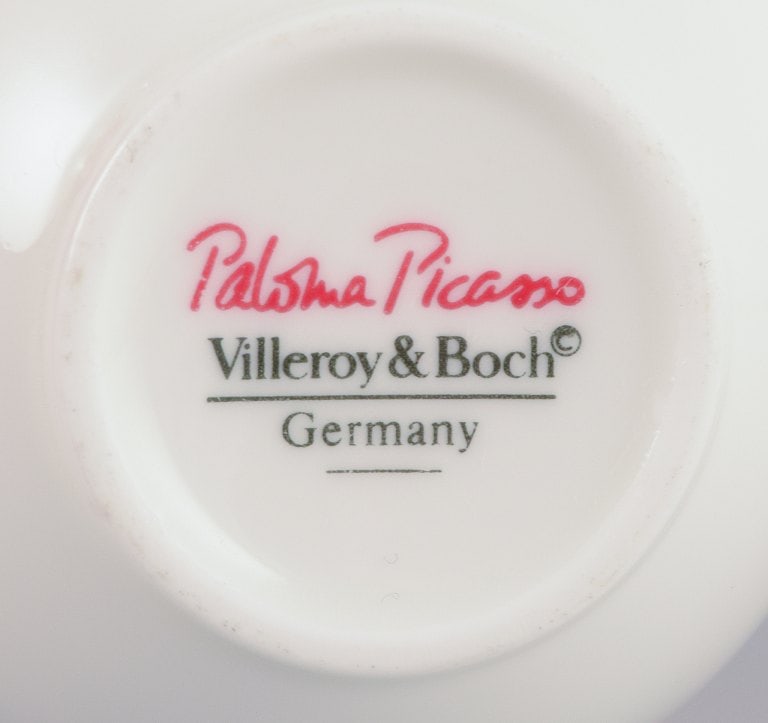 Paloma Picasso
Villeroy & Boch©
Germany